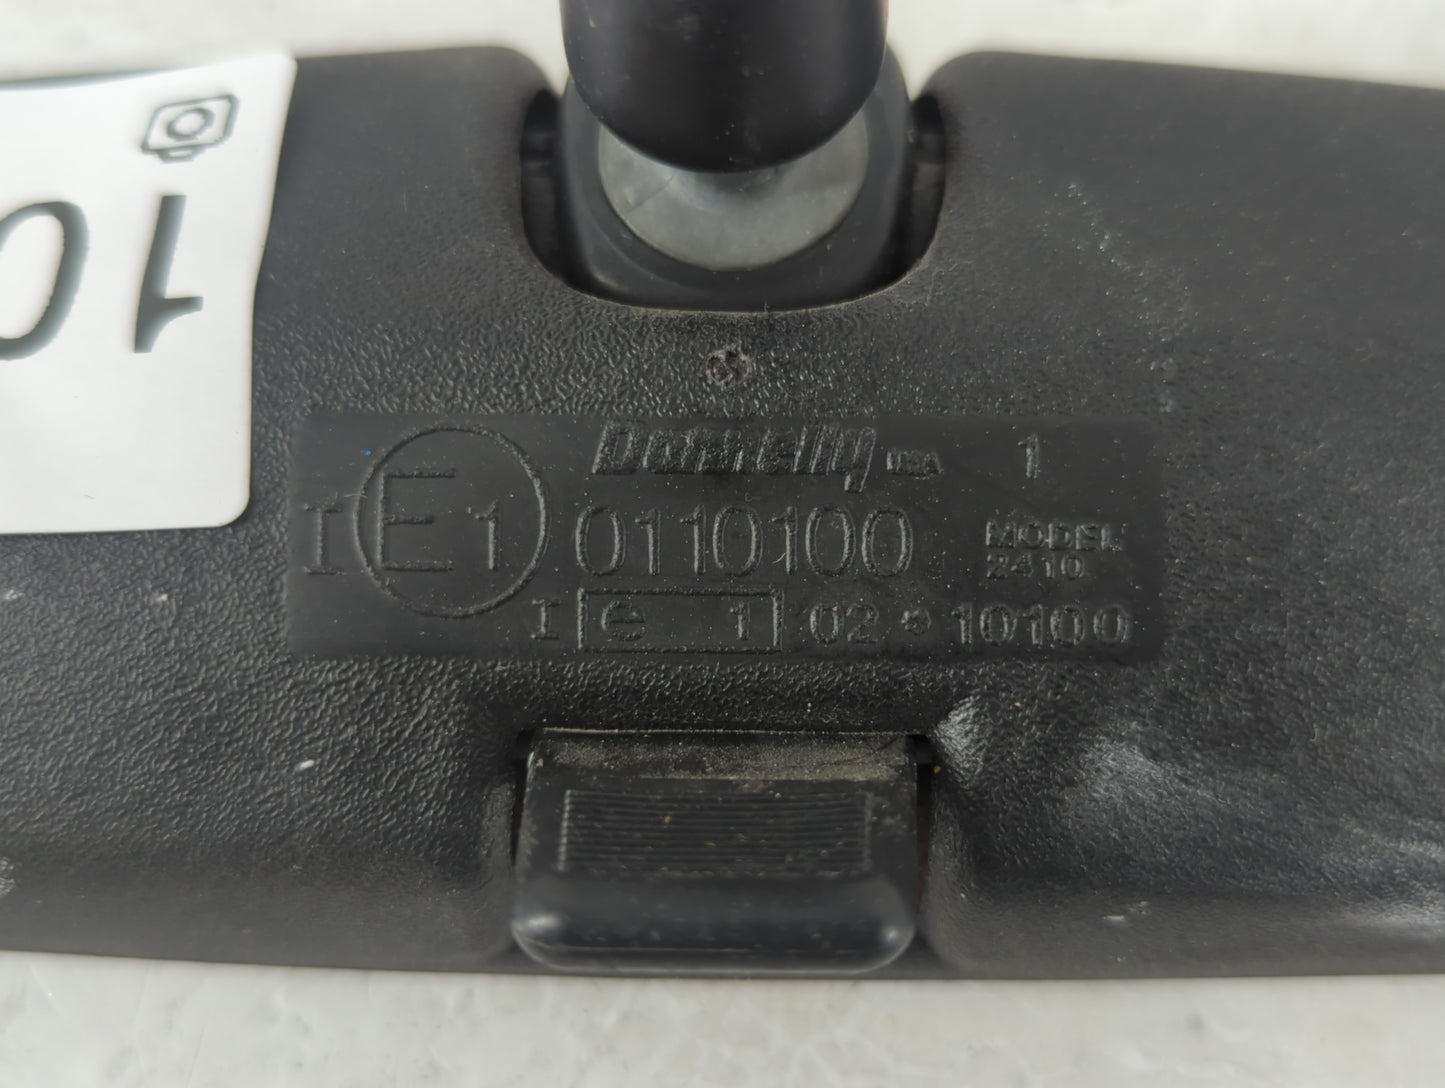 10
Donnelly USA 1
I E1 0110100 MODEL 2410
I e 1 02 * 10100